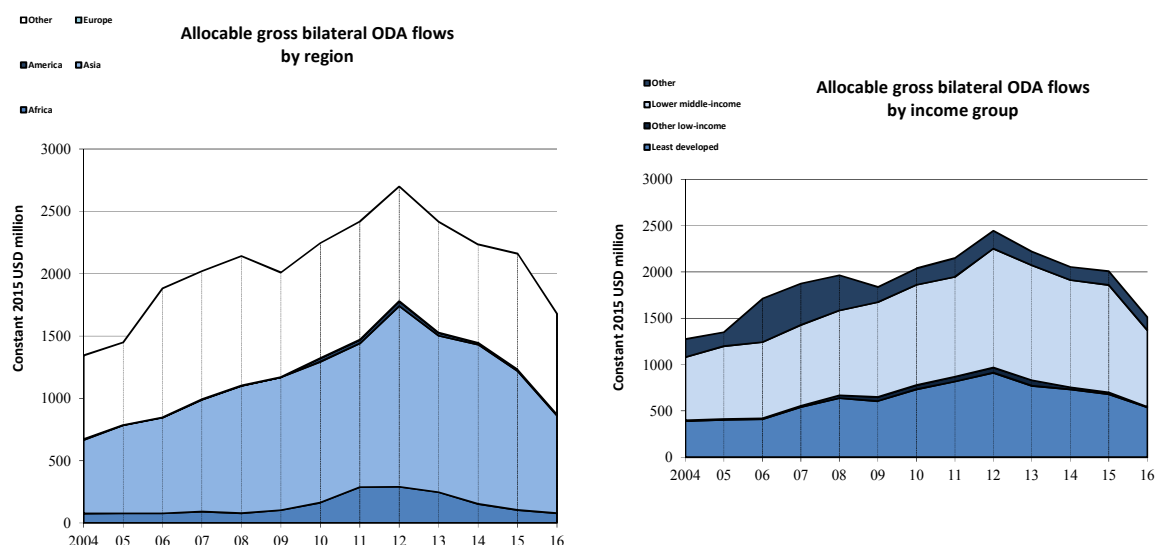 Other Europe
America Asia
Africa
Allocable gross bilateral ODA flows
by region
Constant 2015 USD million
3000
2500
2000
1500
1000
500
0
2004 05 06 07 08 09 10 11 12 13 14 15 16
Other
Lower middle-income
Other low-income
Least developed
Allocable gross bilateral ODA flows
by income group
Constant 2015 USD million
3000
2500
2000
1500
1000
500
0
2004 05 06 07 08 09 10 11 12 13 14 15 16